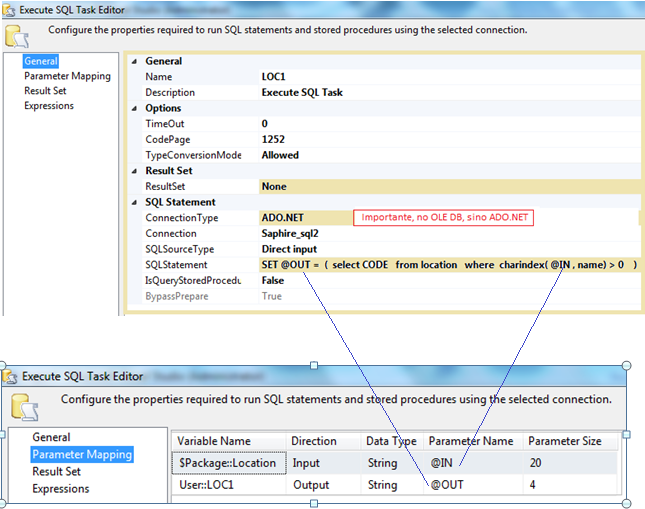 Execute SQL Task Editor
Configure the properties required to run SQL statements and stored procedures using the selected connection.
General
Parameter Mapping
Result Set
Expressions
General
Name LOC1
Description Execute SQL Task
Options
TimeOut 0
CodePage 1252
TypeConversionMode Allowed
Result Set
ResultSet None
SQL Statement
ConnectionType ADO.NET Importante, no OLE DB, sino ADO.NET
Connection Saphire_sql2
SQLSourceType Direct input
SQLStatement SET @OUT = ( select CODE from location where charindex( @IN , name) > 0 )
IsQueryStoredProcedu False
BypassPrepare True
Execute SQL Task Editor
Configure the properties required to run SQL statements and stored procedures using the selected connection.
General
Parameter Mapping
Result Set
Expressions
Variable Name Direction Data Type Parameter Name Parameter Size
$Package::Location Input String @IN 20
User::LOC1 Output String @OUT 4